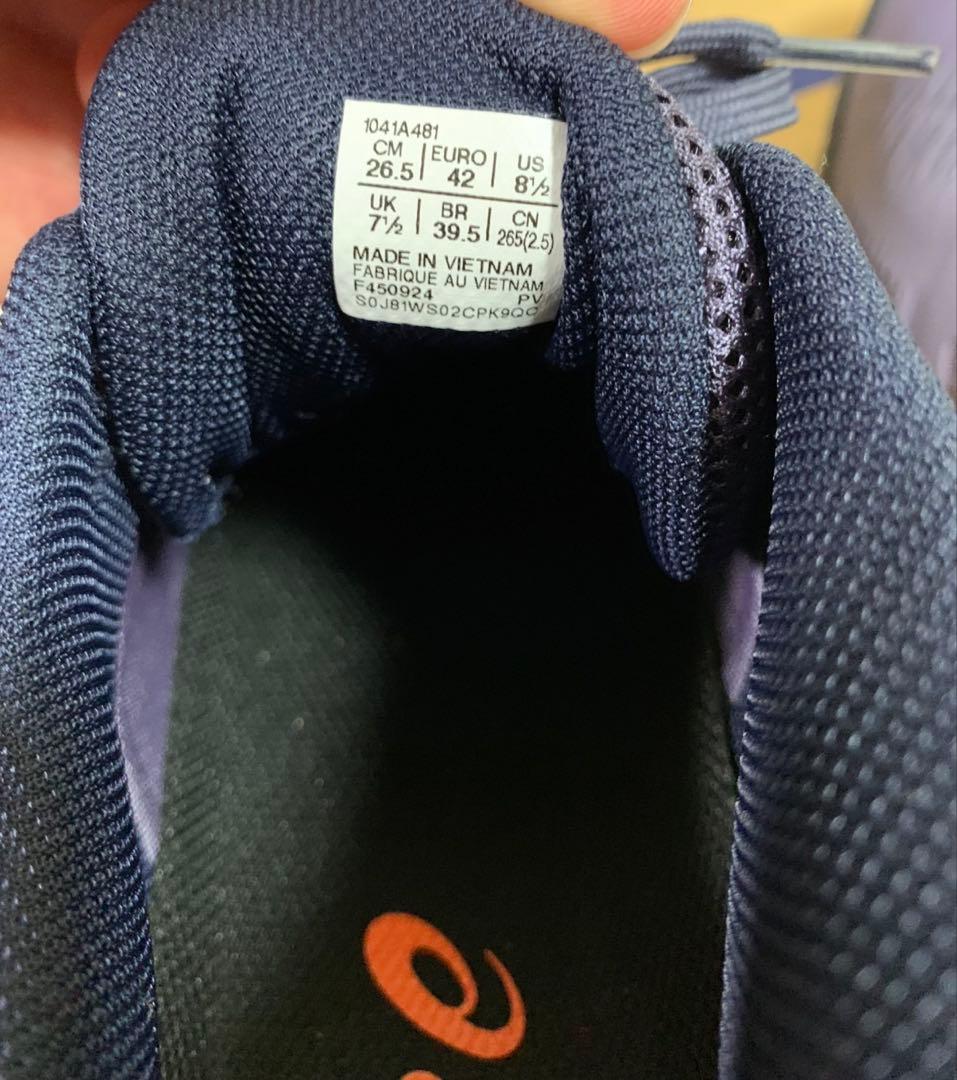 1041A481
CM | EURO | US
26.5 | 42 | 8½
UK | BR | CN
7½ | 39.5 | 265(2.5)
MADE IN VIETNAM
FABRIQUE AU VIETNAM
F450924 PV